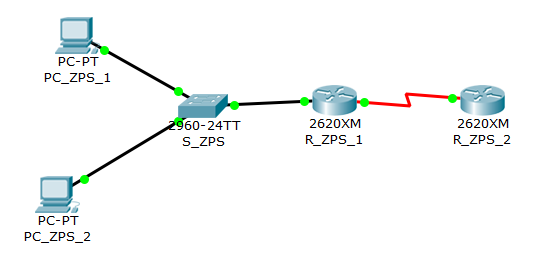 PC-PT
PC_ZPS_1
2960-24TT
S_ZPS
2620XM
R_ZPS_1
2620XM
R_ZPS_2
PC-PT
PC_ZPS_2